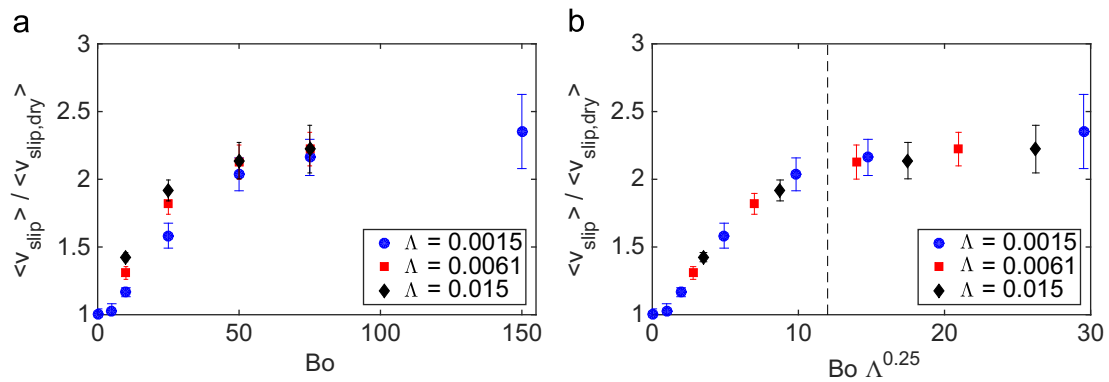 a
3
2.5
2
1.5
1
<v_slip> / <v_slip,dry>
0
50
100
150
Bo
Λ = 0.0015
Λ = 0.0061
Λ = 0.015
b
3
2.5
2
1.5
1
<v_slip> / <v_slip,dry>
0
10
20
30
Bo Λ^0.25
Λ = 0.0015
Λ = 0.0061
Λ = 0.015